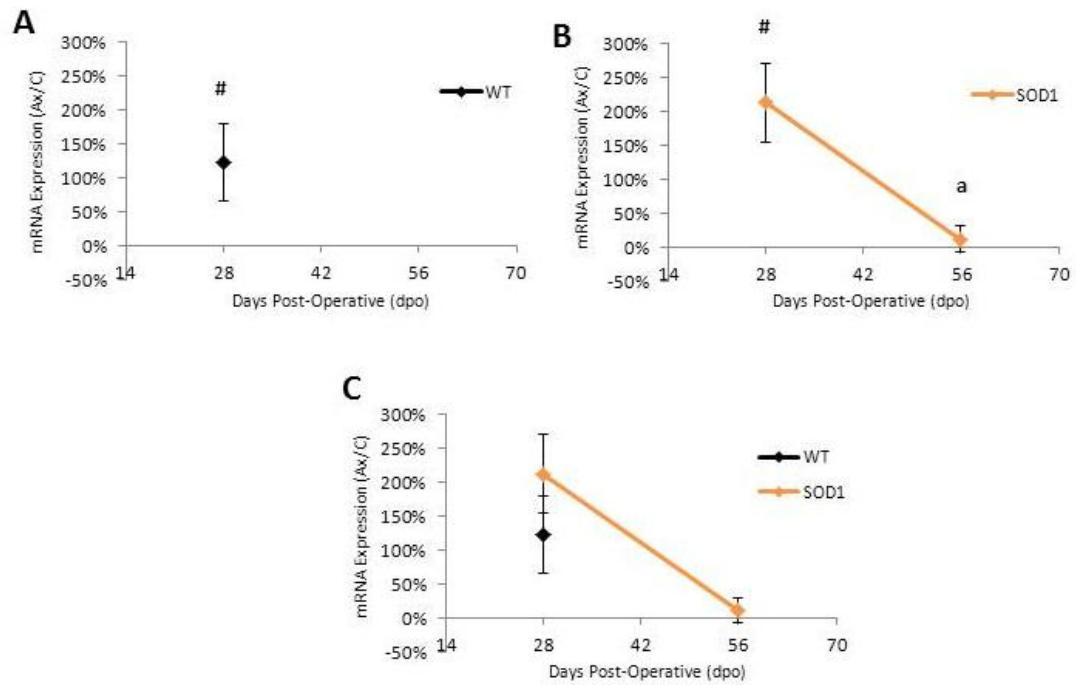 A
300%
250%
200%
150%
100%
50%
0%
-50%
mRNA Expression (Ax/C)
#
WT
14 28 42 56 70
Days Post-Operative (dpo)
B
300%
250%
200%
150%
100%
50%
0%
-50%
mRNA Expression (Ax/C)
#
a
SOD1
14 28 42 56 70
Days Post-Operative (dpo)
C
300%
250%
200%
150%
100%
50%
0%
-50%
mRNA Expression (Ax/C)
WT
SOD1
14 28 42 56 70
Days Post-Operative (dpo)